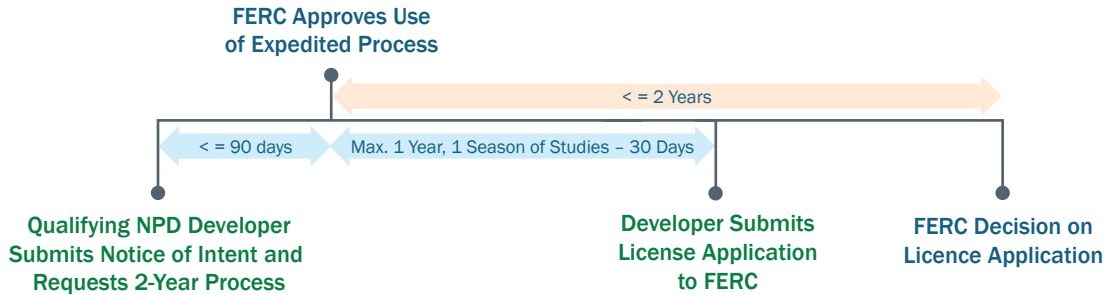 FERC Approves Use
of Expedited Process
< = 2 Years
< = 90 days
Max. 1 Year, 1 Season of Studies – 30 Days
Qualifying NPD Developer
Submits Notice of Intent and
Requests 2-Year Process
Developer Submits
License Application
to FERC
FERC Decision on
Licence Application